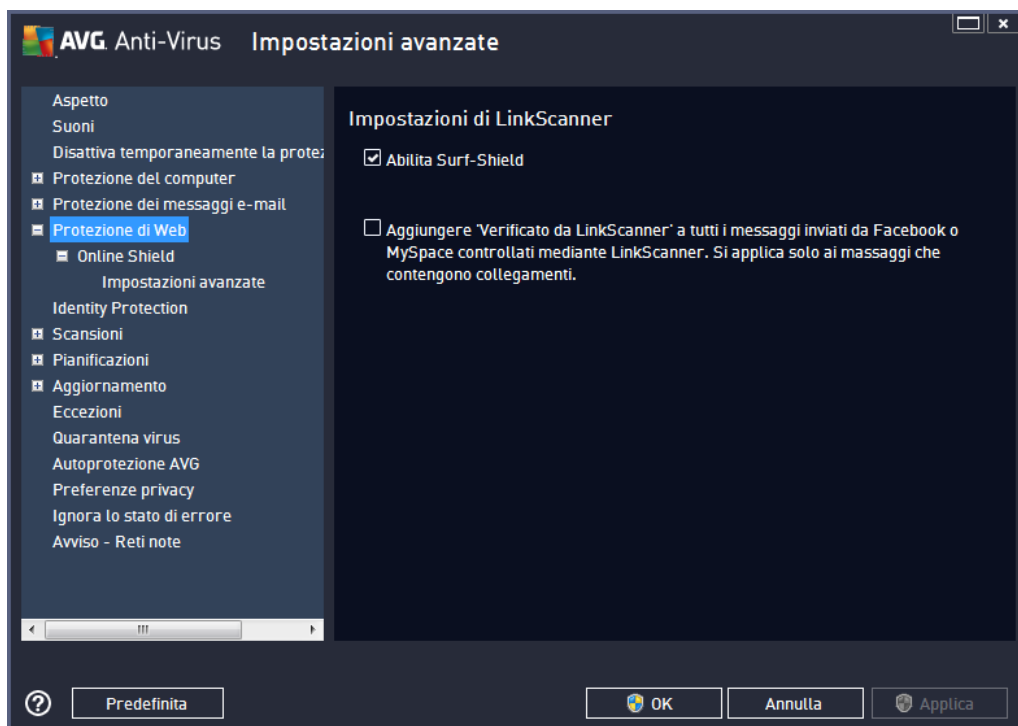 AVG. Anti-Virus Impostazioni avanzate
Aspetto
Suoni
Disattiva temporaneamente la protez
Protezione del computer
Protezione dei messaggi e-mail
Protezione di Web
Online Shield
Impostazioni avanzate
Identity Protection
Scansioni
Pianificazioni
Aggiornamento
Eccezioni
Quarantena virus
Autoprotezione AVG
Preferenze privacy
Ignora lo stato di errore
Avviso - Reti note
Impostazioni di LinkScanner
Abilita Surf-Shield
Aggiungere 'Verificato da LinkScanner' a tutti i messaggi inviati da Facebook o
MySpace controllati mediante LinkScanner. Si applica solo ai massaggi che
contengono collegamenti.
Predefinita
OK
Annulla
Applica